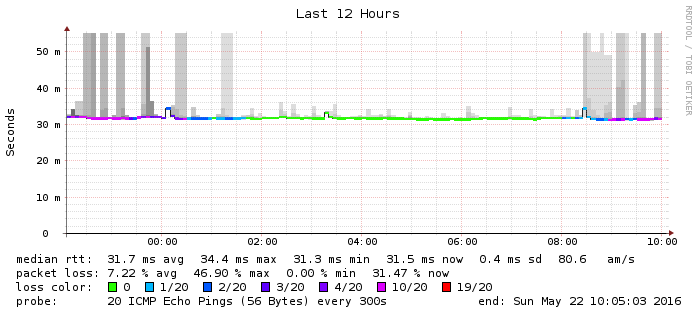 Last 12 Hours
RRDTOOL / TOBI OETIKER
Seconds
50 m
40 m
30 m
20 m
10 m
0
00:00 02:00 04:00 06:00 08:00 10:00
median rtt: 31.7 ms avg 34.4 ms max 31.3 ms min 31.5 ms now 0.4 ms sd 80.6 am/s
packet loss: 7.22 % avg 46.90 % max 0.00 % min 31.47 % now
loss color: 0 1/20 2/20 3/20 4/20 10/20 19/20
probe: 20 ICMP Echo Pings (56 Bytes) every 300s end: Sun May 22 10:05:03 2016